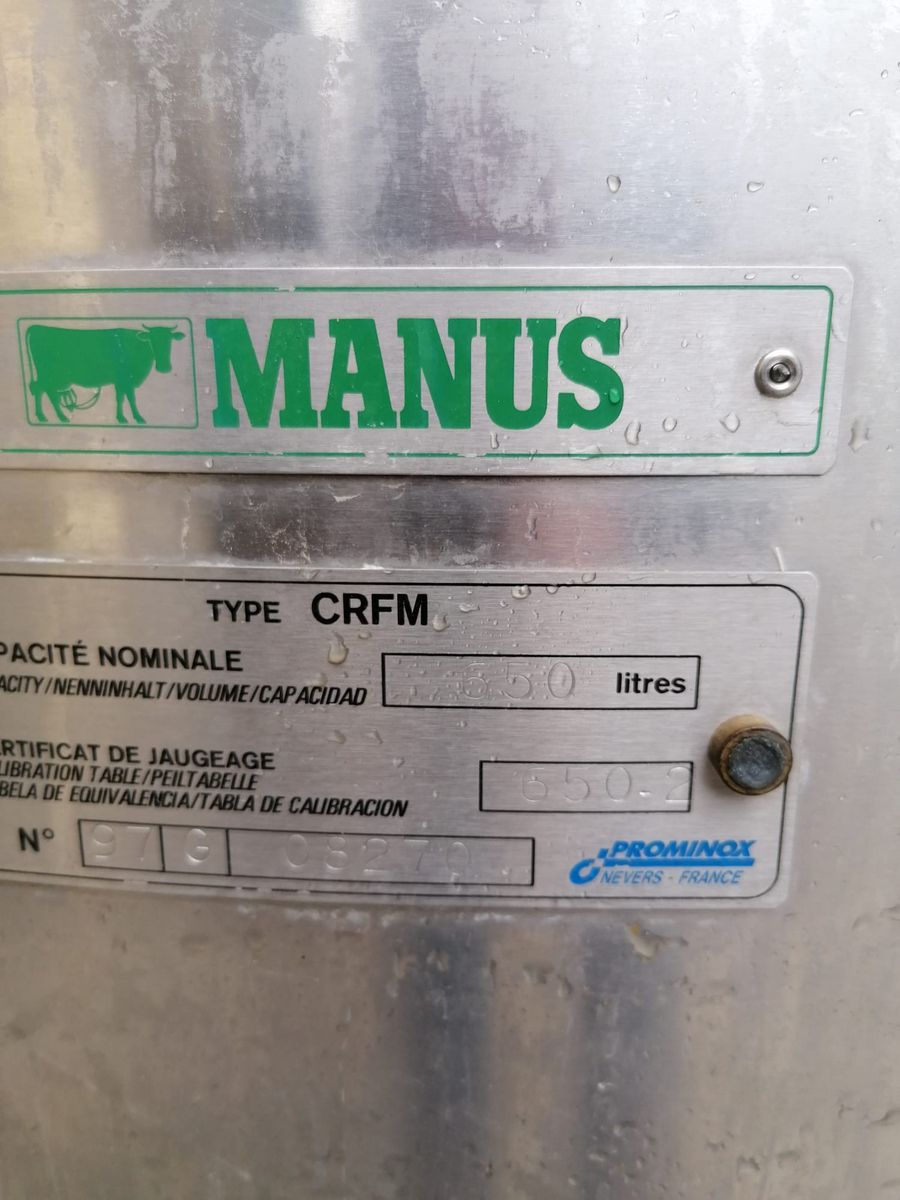 MANUS
TYPE CRFM
PACITÉ NOMINALE
ACITY/NENNINHALT/VOLUME/CAPACIDAD
650 litres
RTIFICAT DE JAUGEAGE
LIBRATION TABLE/PEILTABELLE
BELA DE EQUIVALENCIA/TABLA DE CALIBRACION
650.2
N° 97 G 08270
PROMINOX
NEVERS - FRANCE